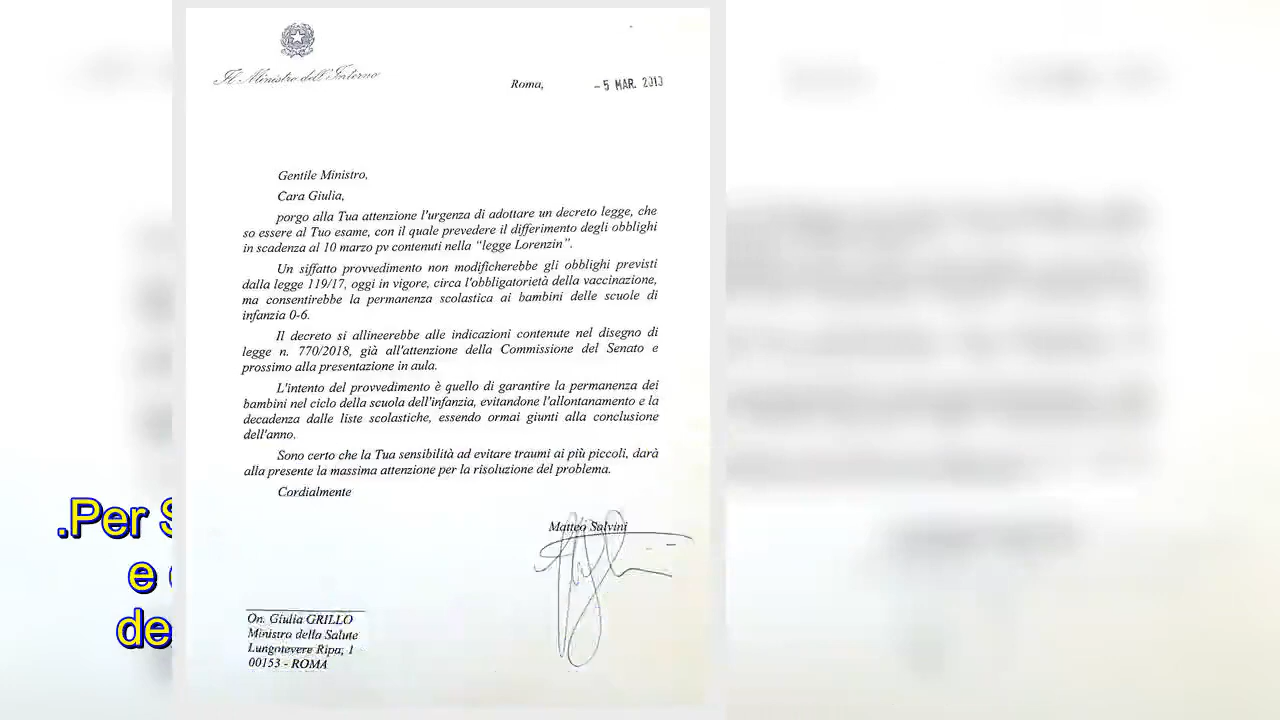 Il Ministro dell'Interno
Roma,
- 5 MAR. 2019
Gentile Ministro,
Cara Giulia,
porgo alla Tua attenzione l'urgenza di adottare un decreto legge, che
so essere al Tuo esame, con il quale prevedere il differimento degli obblighi
in scadenza al 10 marzo pv contenuti nella "legge Lorenzin".
Un siffatto provvedimento non modificherebbe gli obblighi previsti
dalla legge 119/17, oggi in vigore, circa l'obbligatorietà della vaccinazione,
ma consentirebbe la permanenza scolastica ai bambini delle scuole di
infanzia 0-6.
Il decreto si allineerebbe alle indicazioni contenute nel disegno di
legge n. 770/2018, già all'attenzione della Commissione del Senato e
prossimo alla presentazione in aula.
L'intento del provvedimento è quello di garantire la permanenza dei
bambini nel ciclo della scuola dell'infanzia, evitandone l'allontanamento e la
decadenza dalle liste scolastiche, essendo ormai giunti alla conclusione
dell'anno.
Sono certo che la Tua sensibilità ad evitare traumi ai più piccoli, darà
alla presente la massima attenzione per la risoluzione del problema.
Cordialmente
Matteo Salvini
On. Giulia GRILLO
Ministra della Salute
Lungotevere Ripa, 1
00153 - ROMA
.Per S
e
de